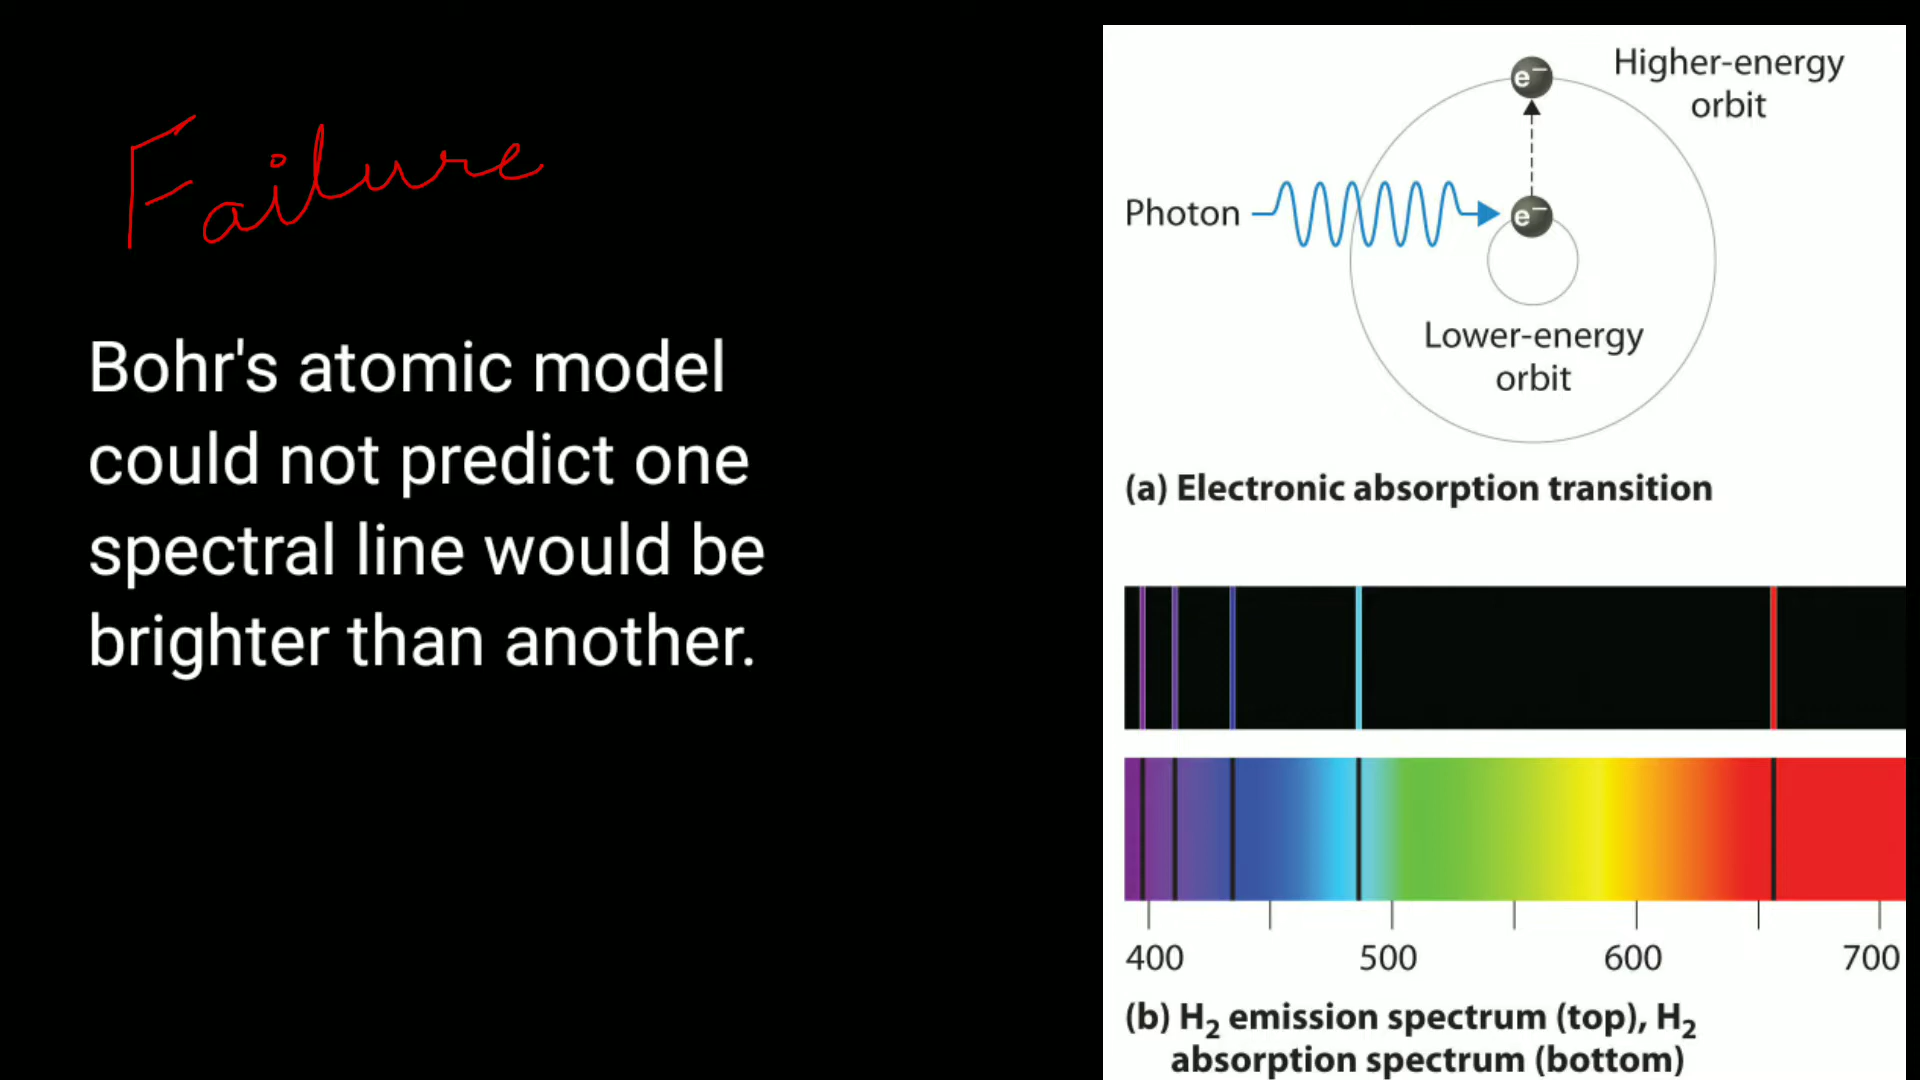 Failure
Bohr's atomic model
could not predict one
spectral line would be
brighter than another.
Higher-energy
orbit
e⁻
Photon
e⁻
Lower-energy
orbit
(a) Electronic absorption transition
400 500 600 700
(b) H₂ emission spectrum (top), H₂
absorption spectrum (bottom)